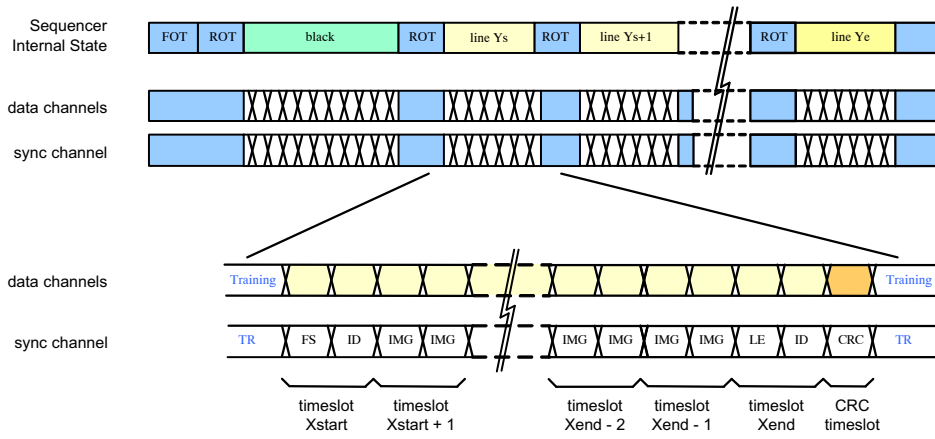 Sequencer
Internal State
FOT ROT black ROT line Ys ROT line Ys+1 ROT line Ye
data channels
sync channel
data channels
Training Training
sync channel
TR FS ID IMG IMG IMG IMG IMG IMG LE ID CRC TR
timeslot timeslot timeslot timeslot timeslot CRC
Xstart Xstart + 1 Xend - 2 Xend - 1 Xend timeslot